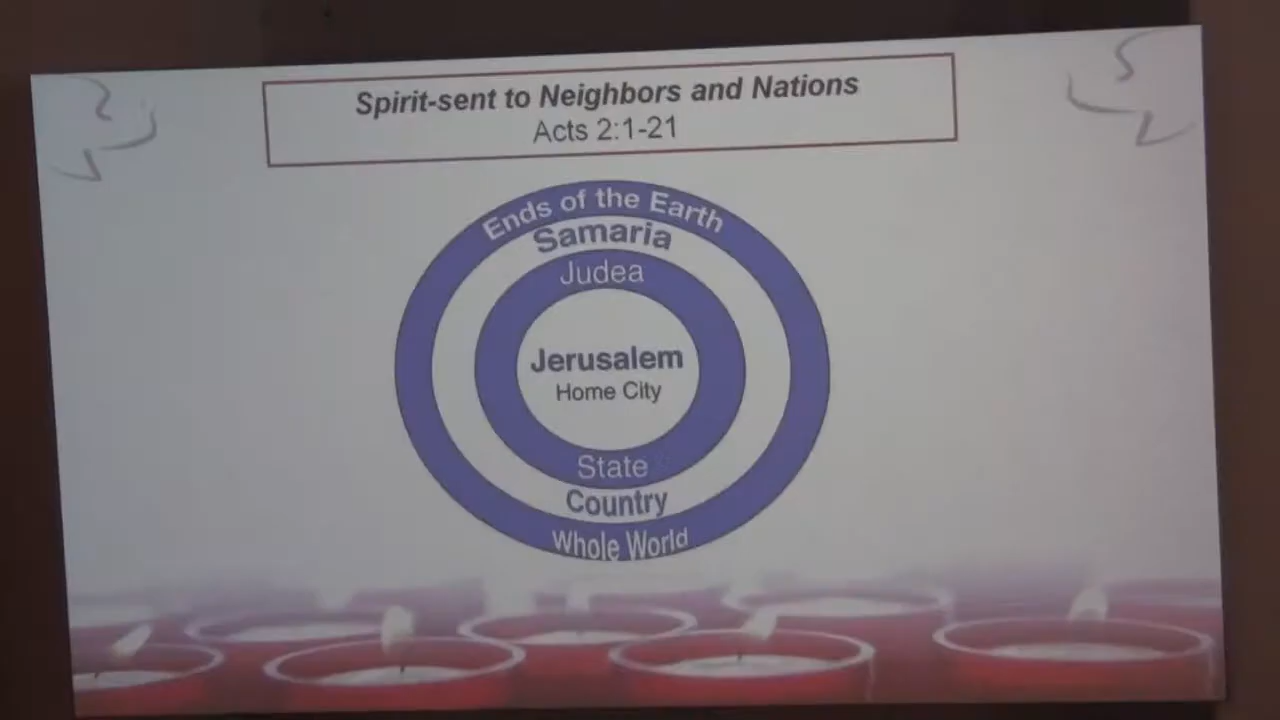 Spirit-sent to Neighbors and Nations
Acts 2:1-21
Ends of the Earth
Samaria
Judea
Jerusalem
Home City
State
Country
Whole World